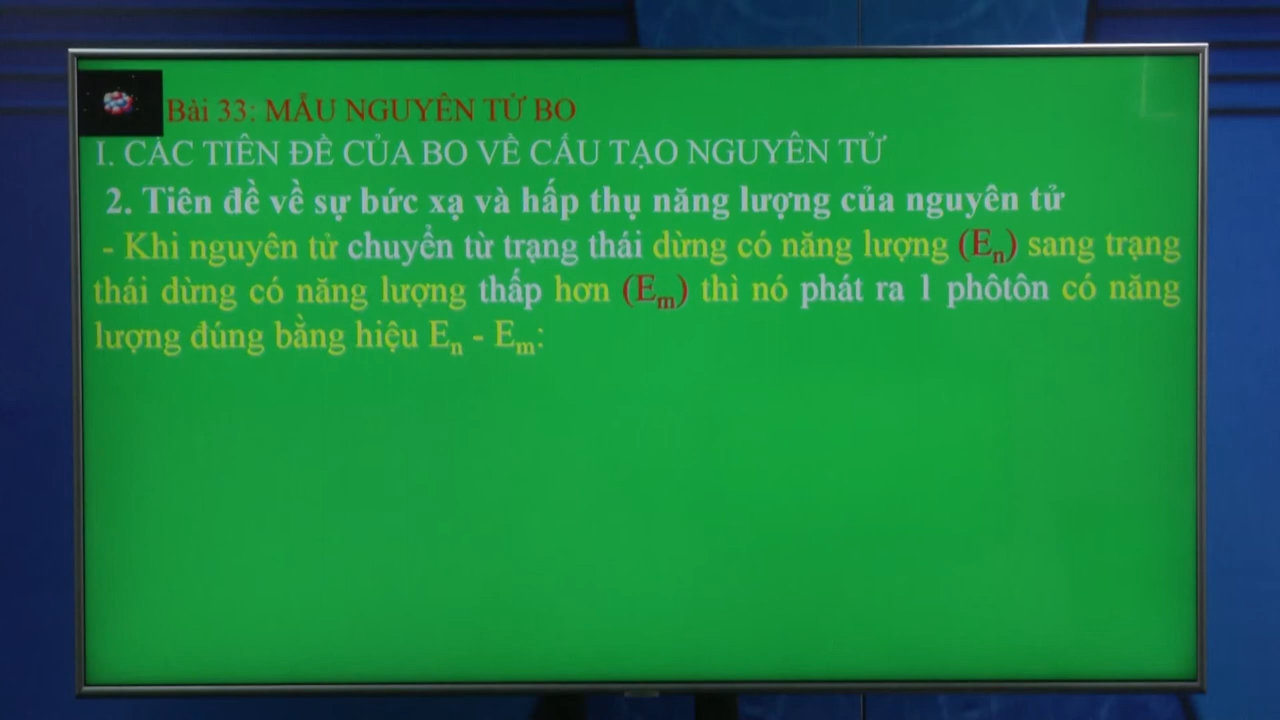 Bài 33: MẪU NGUYÊN TỬ BO
I. CÁC TIÊN ĐỀ CỦA BO VỀ CẤU TẠO NGUYÊN TỬ
2. Tiên đề về sự bức xạ và hấp thụ năng lượng của nguyên tử
- Khi nguyên tử chuyển từ trạng thái dừng có năng lượng (Eₙ) sang trạng
thái dừng có năng lượng thấp hơn (Eₘ) thì nó phát ra 1 phôtôn có năng
lượng đúng bằng hiệu Eₙ - Eₘ: